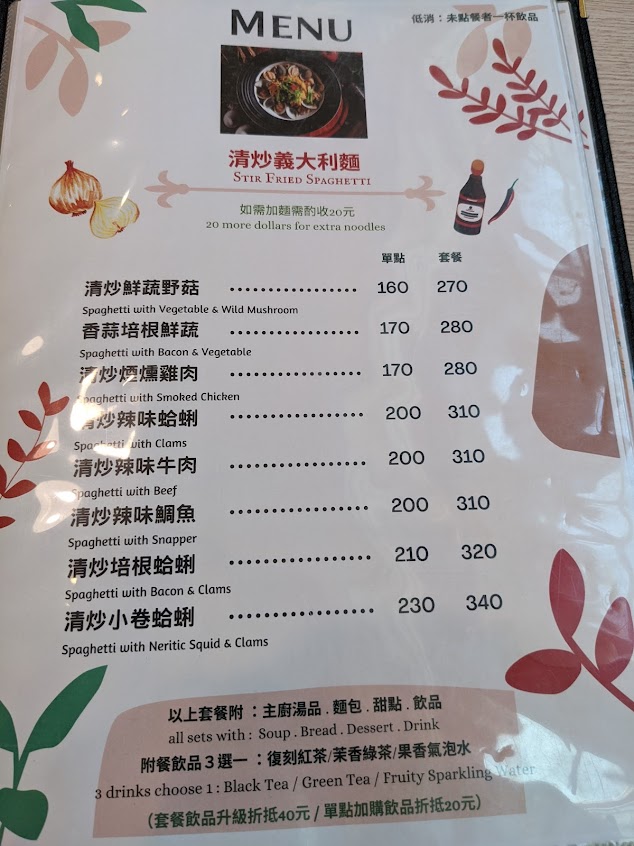 MENU
低消：未點餐者一杯飲品
清炒義大利麵
STIR FRIED SPAGHETTI
如需加麵需酌收20元
20 more dollars for extra noodles
單點 套餐
清炒鮮蔬野菇 160 270
Spaghetti with Vegetable & Wild Mushroom
香蒜培根鮮蔬 170 280
Spaghetti with Bacon & Vegetable
清炒煙燻雞肉 170 280
Spaghetti with Smoked Chicken
清炒辣味蛤蜊 200 310
Spaghetti with Clams
清炒辣味牛肉 200 310
Spaghetti with Beef
清炒辣味鯛魚 200 310
Spaghetti with Snapper
清炒培根蛤蜊 210 320
Spaghetti with Bacon & Clams
清炒小卷蛤蜊 230 340
Spaghetti with Neritic Squid & Clams
以上套餐附：主廚湯品．麵包．甜點．飲品
all sets with : Soup . Bread . Dessert . Drink
附餐飲品３選一：復刻紅茶/茉香綠茶/果香氣泡水
3 drinks choose 1 : Black Tea / Green Tea / Fruity Sparkling Water
（套餐飲品升級折抵40元 / 單點加購飲品折抵20元）